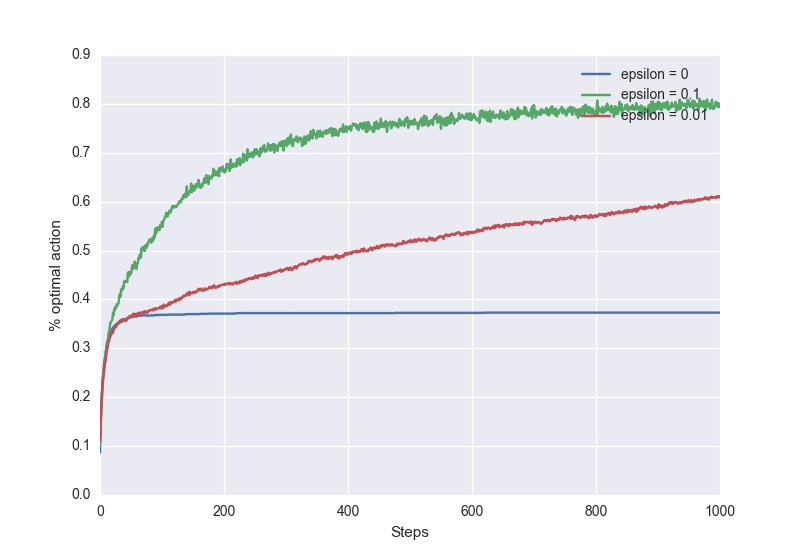 0.9
0.8
0.7
0.6
0.5
0.4
0.3
0.2
0.1
0.0
% optimal action
epsilon = 0
epsilon = 0.1
epsilon = 0.01
0 200 400 600 800 1000
Steps